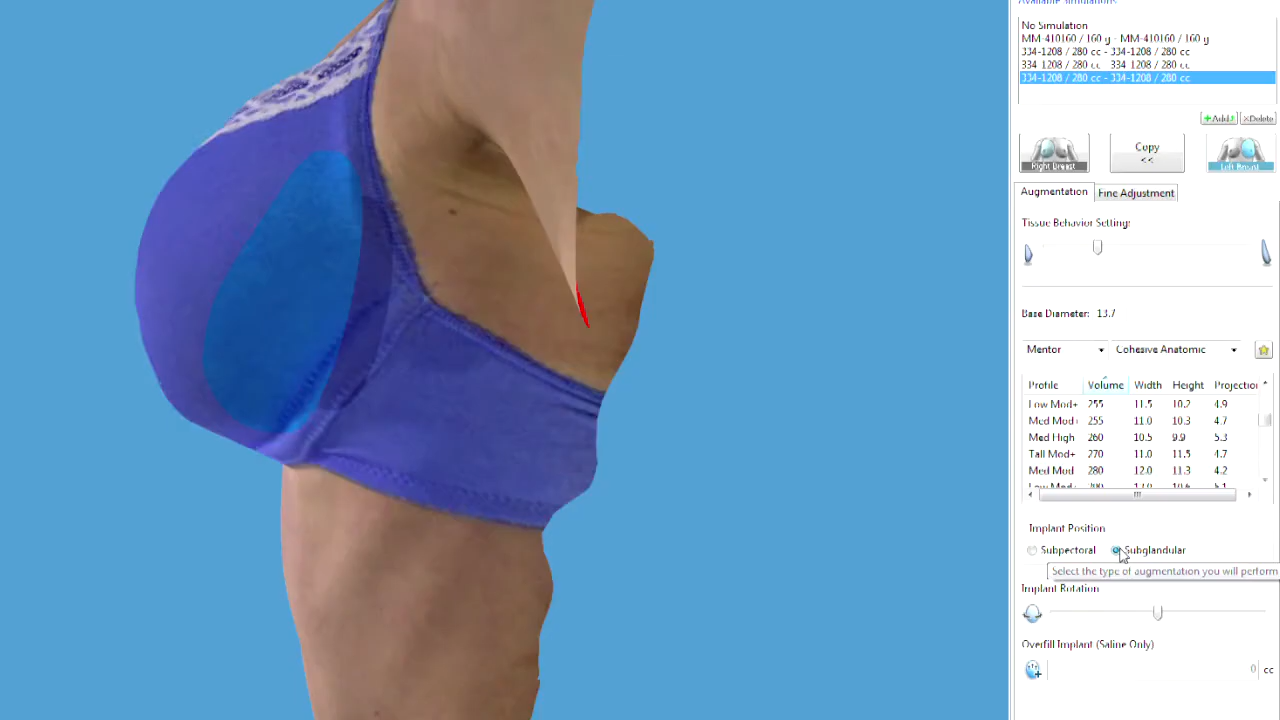 Available Simulations
No Simulation
MM-410160 / 160 g - MM-410160 / 160 g
334-1208 / 280 cc - 334-1208 / 280 cc
334-1208 / 280 cc - 334-1208 / 280 cc
334-1208 / 280 cc - 334-1208 / 280 cc
Add Delete
Right Breast Copy << Left Breast
Augmentation Fine Adjustment
Tissue Behavior Setting:
Base Diameter: 13.7
Mentor Cohesive Anatomic
Profile Volume Width Height Projection
Low Mod+ 255 11.5 10.2 4.9
Med Mod+ 255 11.0 10.3 4.7
Med High 260 10.5 9.9 5.3
Tall Mod+ 270 11.0 11.5 4.7
Med Mod 280 12.0 11.3 4.2
Implant Position
Subpectoral Subglandular
Select the type of augmentation you will perform
Implant Rotation
Overfill Implant (Saline Only)
0 cc